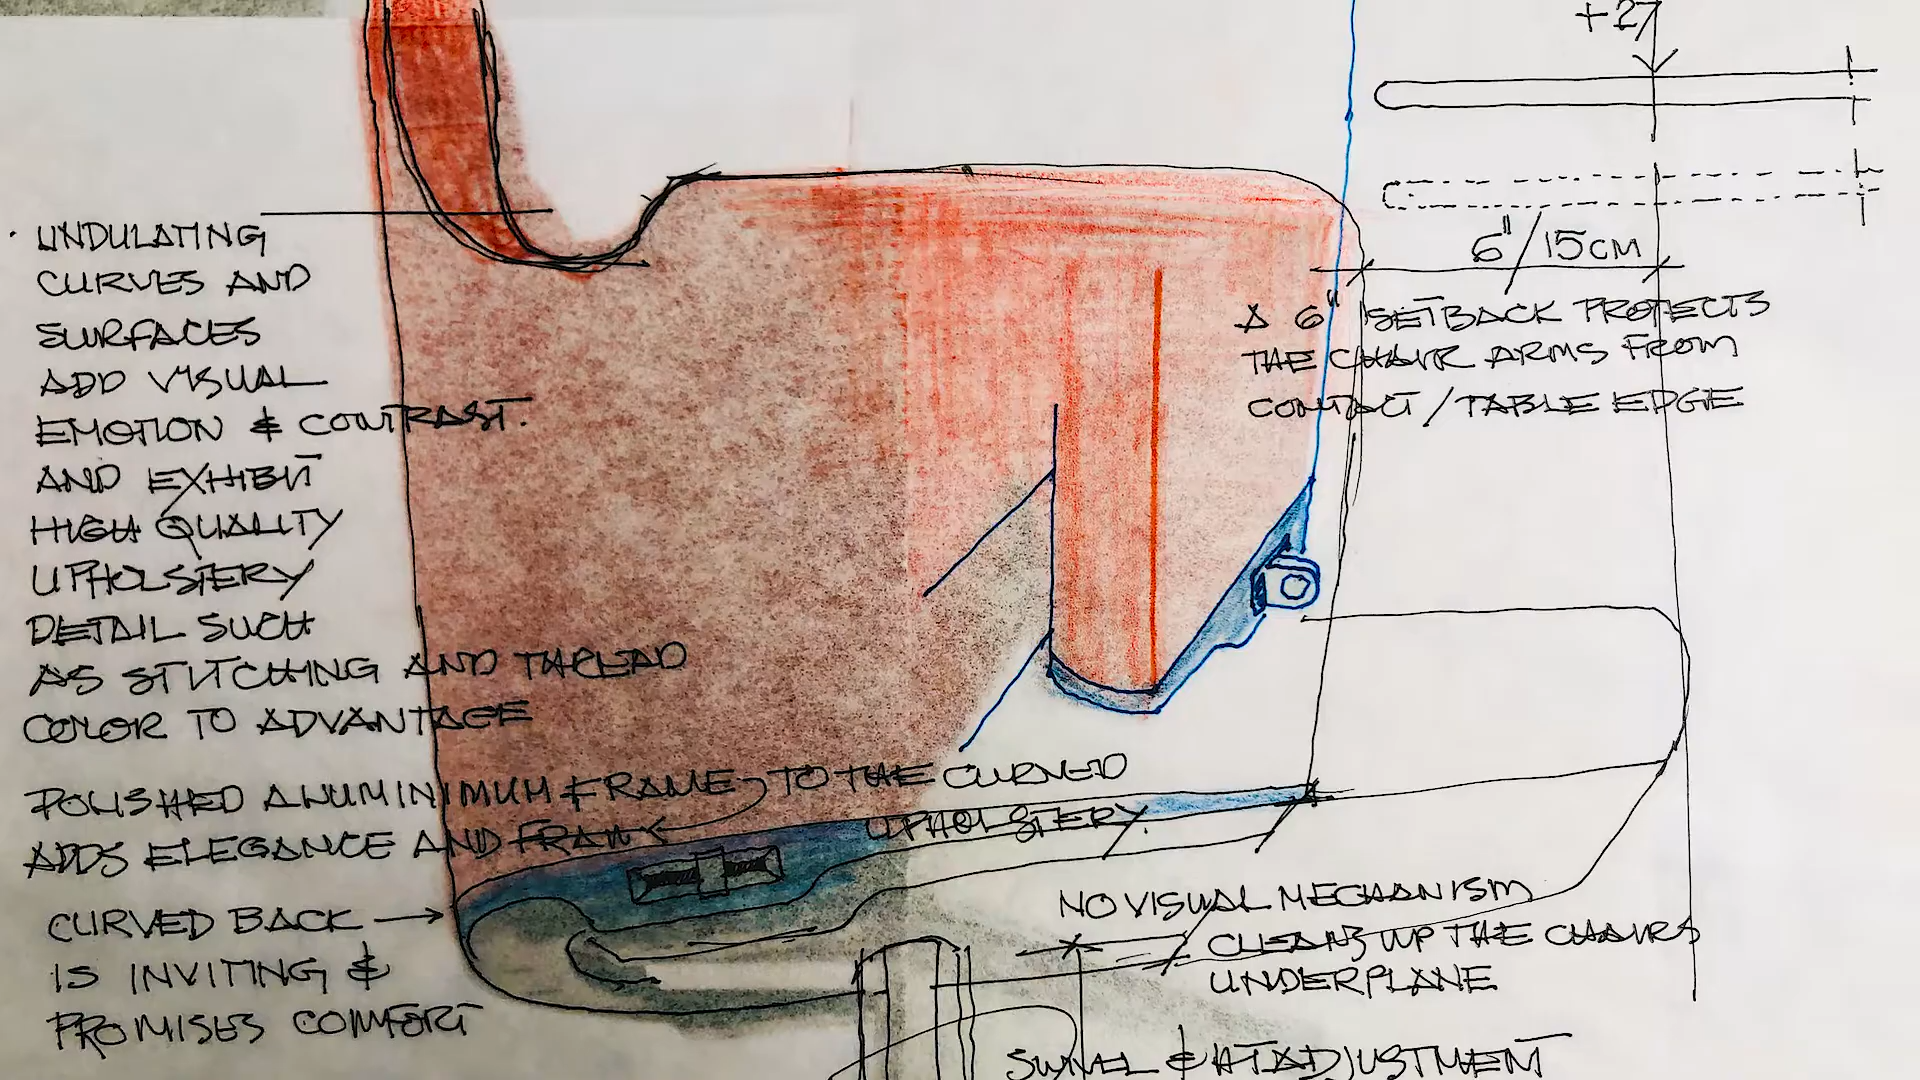 +27
6"/15CM
A 6" SETBACK PROTECTS
THE CHAIR ARMS FROM
CONTACT/TABLE EDGE
UNDULATING
CURVES AND
SURFACES
ADD VISUAL
EMOTION & CONTRAST.
AND EXHIBIT
HIGH QUALITY
UPHOLSTERY
DETAIL SUCH
AS STITCHING AND THREAD
COLOR TO ADVANTAGE
POLISHED ANUMINIMUM FRAME TO THE CURVED
UPHOLSTERY.
ADDS ELEGANCE AND
CURVED BACK
IS INVITING &
PROMISES COMFORT
NO VISUAL MECHANISM
CLEANS UP THE CHAIRS
UNDERPLANE
SWIVEL & HT ADJUSTMENT